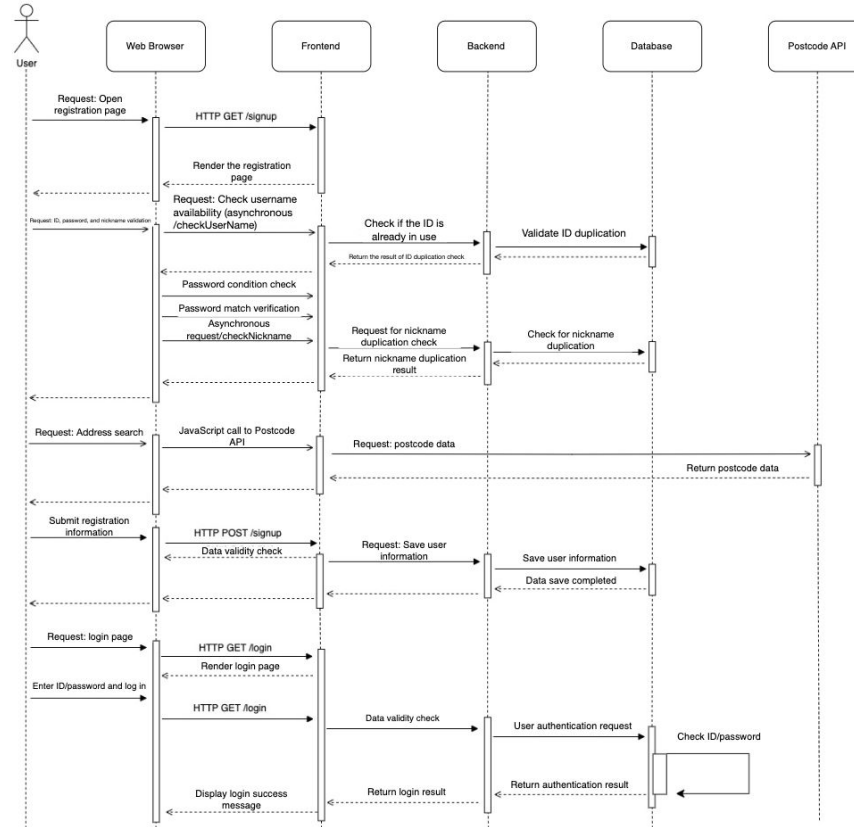 Web Browser
Frontend
Backend
Database
Postcode API
User
Request: Open
registration page
HTTP GET /signup
Render the registration
page
Request: Check username
availability (asynchronous
/checkUserName)
Request: ID, password, and nickname validation
Check if the ID is
already in use
Validate ID duplication
Return the result of ID duplication check
Password condition check
Password match verification
Asynchronous
request/checkNickname
Request for nickname
duplication check
Check for nickname
duplication
Return nickname duplication
result
Request: Address search
JavaScript call to Postcode
API
Request: postcode data
Return postcode data
Submit registration
information
HTTP POST /signup
Data validity check
Request: Save user
information
Save user information
Data save completed
Request: login page
HTTP GET /login
Render login page
Enter ID/password and log in
HTTP GET /login
Data validity check
User authentication request
Check ID/password
Display login success
message
Return login result
Return authentication result